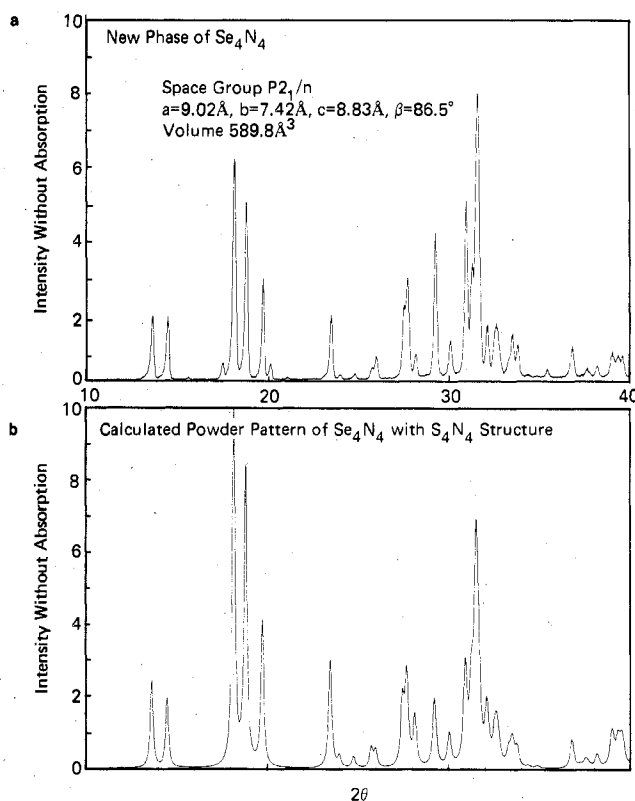 a
10
New Phase of Se4N4
Space Group P2₁/n
a=9.02Å, b=7.42Å, c=8.83Å, β=86.5°
Volume 589.8Å³
8
6
4
2
0
Intensity Without Absorption
10
20
30
40
b
10
Calculated Powder Pattern of Se₄N₄ with S₄N₄ Structure
8
6
4
2
0
Intensity Without Absorption
2θ